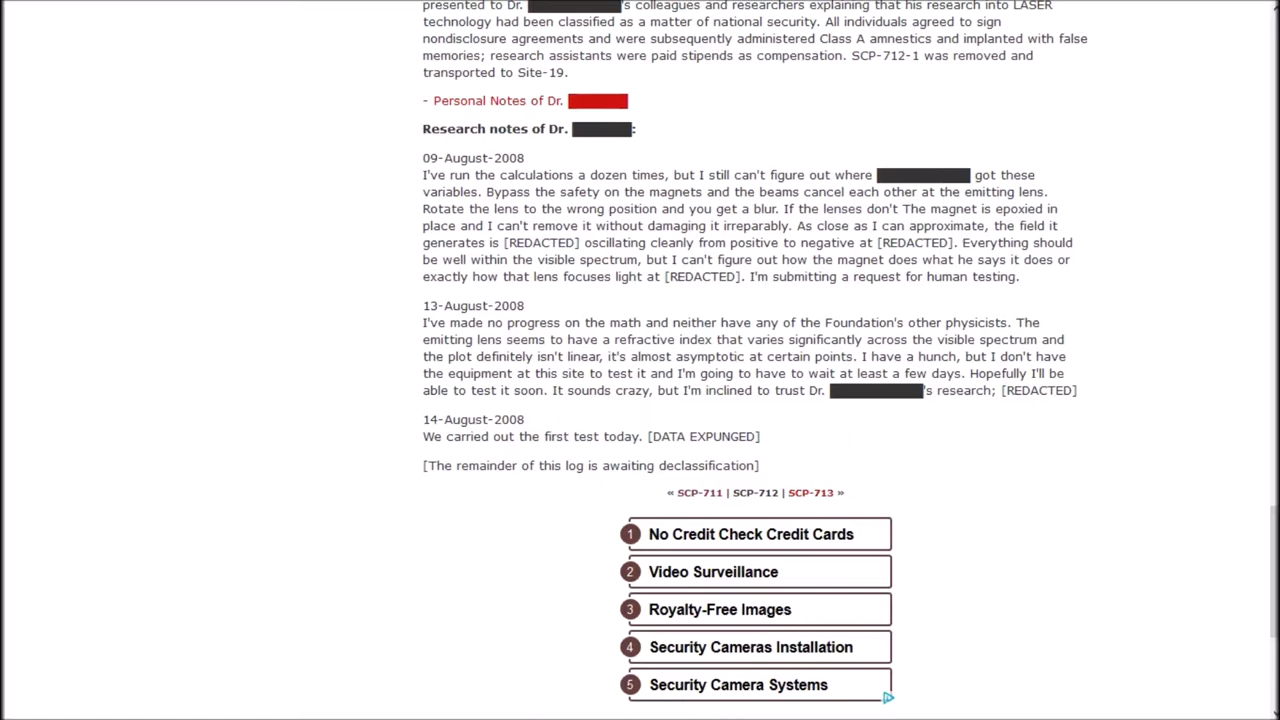 presented to Dr. 's colleagues and researchers explaining that his research into LASER
technology had been classified as a matter of national security. All individuals agreed to sign
nondisclosure agreements and were subsequently administered Class A amnestics and implanted with false
memories; research assistants were paid stipends as compensation. SCP-712-1 was removed and
transported to Site-19.
- Personal Notes of Dr.
Research notes of Dr. :
09-August-2008
I've run the calculations a dozen times, but I still can't figure out where got these
variables. Bypass the safety on the magnets and the beams cancel each other at the emitting lens.
Rotate the lens to the wrong position and you get a blur. If the lenses don't The magnet is epoxied in
place and I can't remove it without damaging it irreparably. As close as I can approximate, the field it
generates is [REDACTED] oscillating cleanly from positive to negative at [REDACTED]. Everything should
be well within the visible spectrum, but I can't figure out how the magnet does what he says it does or
exactly how that lens focuses light at [REDACTED]. I'm submitting a request for human testing.
13-August-2008
I've made no progress on the math and neither have any of the Foundation's other physicists. The
emitting lens seems to have a refractive index that varies significantly across the visible spectrum and
the plot definitely isn't linear, it's almost asymptotic at certain points. I have a hunch, but I don't have
the equipment at this site to test it and I'm going to have to wait at least a few days. Hopefully I'll be
able to test it soon. It sounds crazy, but I'm inclined to trust Dr. 's research; [REDACTED]
14-August-2008
We carried out the first test today. [DATA EXPUNGED]
[The remainder of this log is awaiting declassification]
« SCP-711 | SCP-712 | SCP-713 »
1 No Credit Check Credit Cards
2 Video Surveillance
3 Royalty-Free Images
4 Security Cameras Installation
5 Security Camera Systems